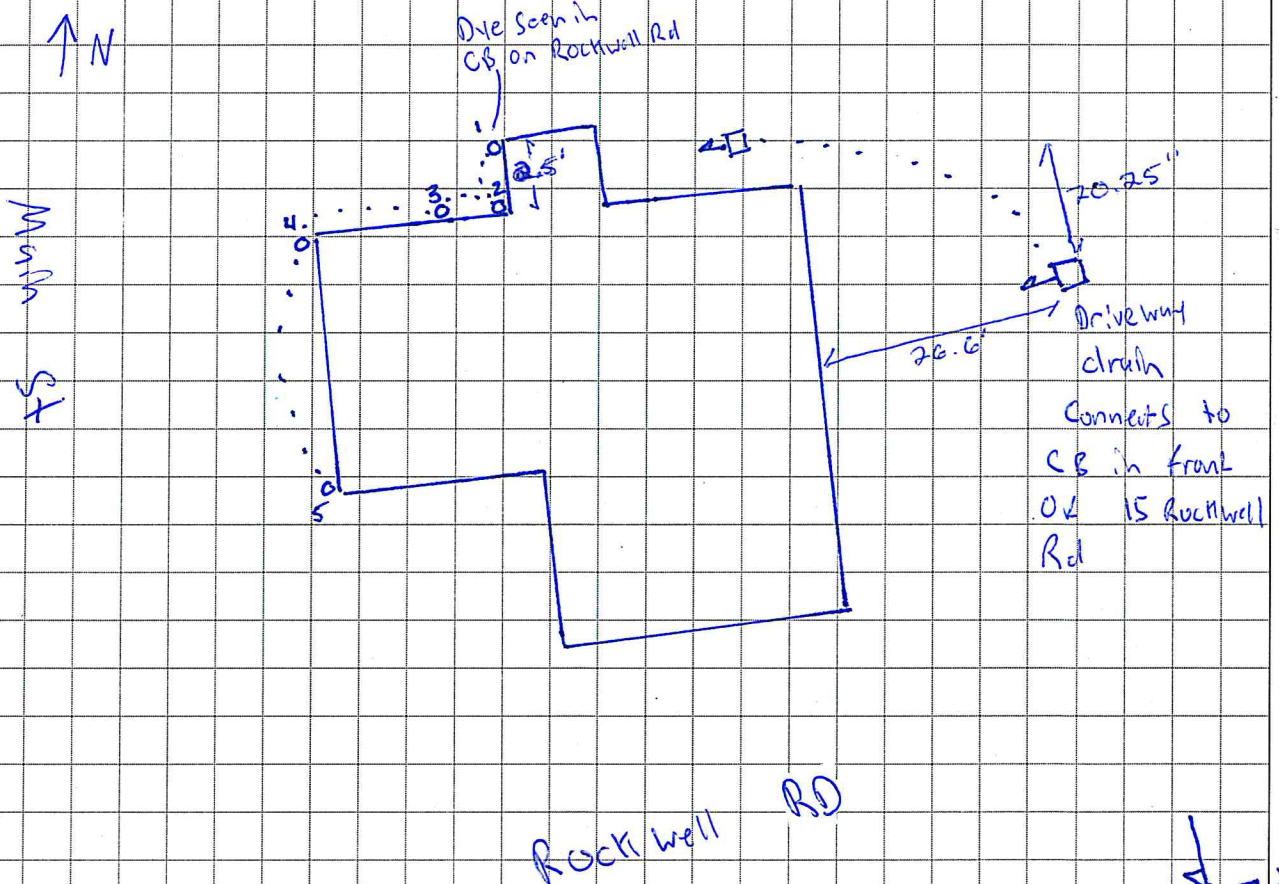 N
Dye Seen in
CB on Rockwell Rd
1
2.5'
2
3
4
5
20.25"
26.6'
Driveway
drain
Connects to
CB in front
OF 15 Rockwell
Rd
St
Rockwell RD